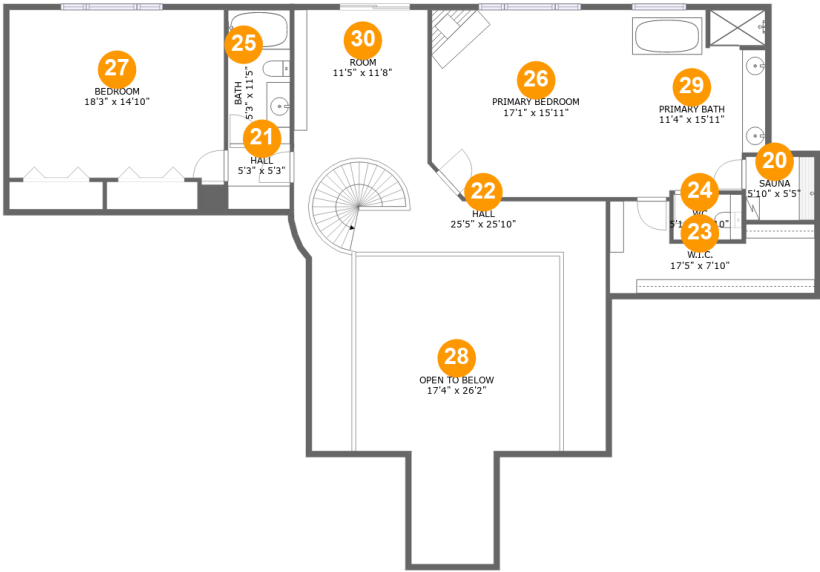 27
BEDROOM
18'3" x 14'10"
25
BATH
5'3" x 11'5"
30
ROOM
11'5" x 11'8"
26
PRIMARY BEDROOM
17'1" x 15'11"
29
PRIMARY BATH
11'4" x 15'11"
21
HALL
5'3" x 5'3"
20
SAUNA
5'10" x 5'5"
22
HALL
25'5" x 25'10"
24
23
W.I.C.
17'5" x 7'10"
28
OPEN TO BELOW
17'4" x 26'2"